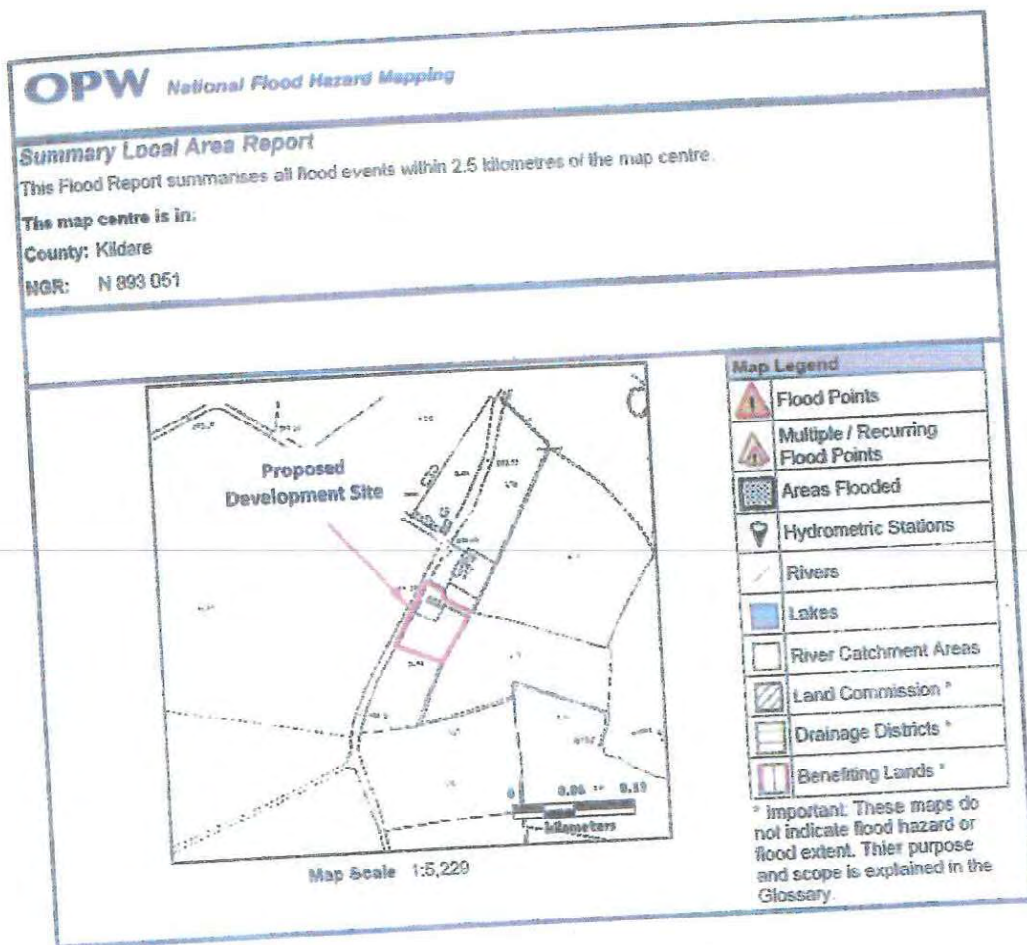 OPW National Flood Hazard Mapping
Summary Local Area Report
This Flood Report summarises all flood events within 2.5 kilometres of the map centre.
The map centre is in:
County: Kildare
NGR: N 893 051
Proposed
Development Site
kilometers
Map Scale 1:5,229
Map Legend
Flood Points
Multiple / Recurring
Flood Points
Areas Flooded
Hydrometric Stations
Rivers
Lakes
River Catchment Areas
Land Commission *
Drainage Districts *
Benefiting Lands *
* Important: These maps do
not indicate flood hazard or
flood extent. Thier purpose
and scope is explained in the
Glossary.